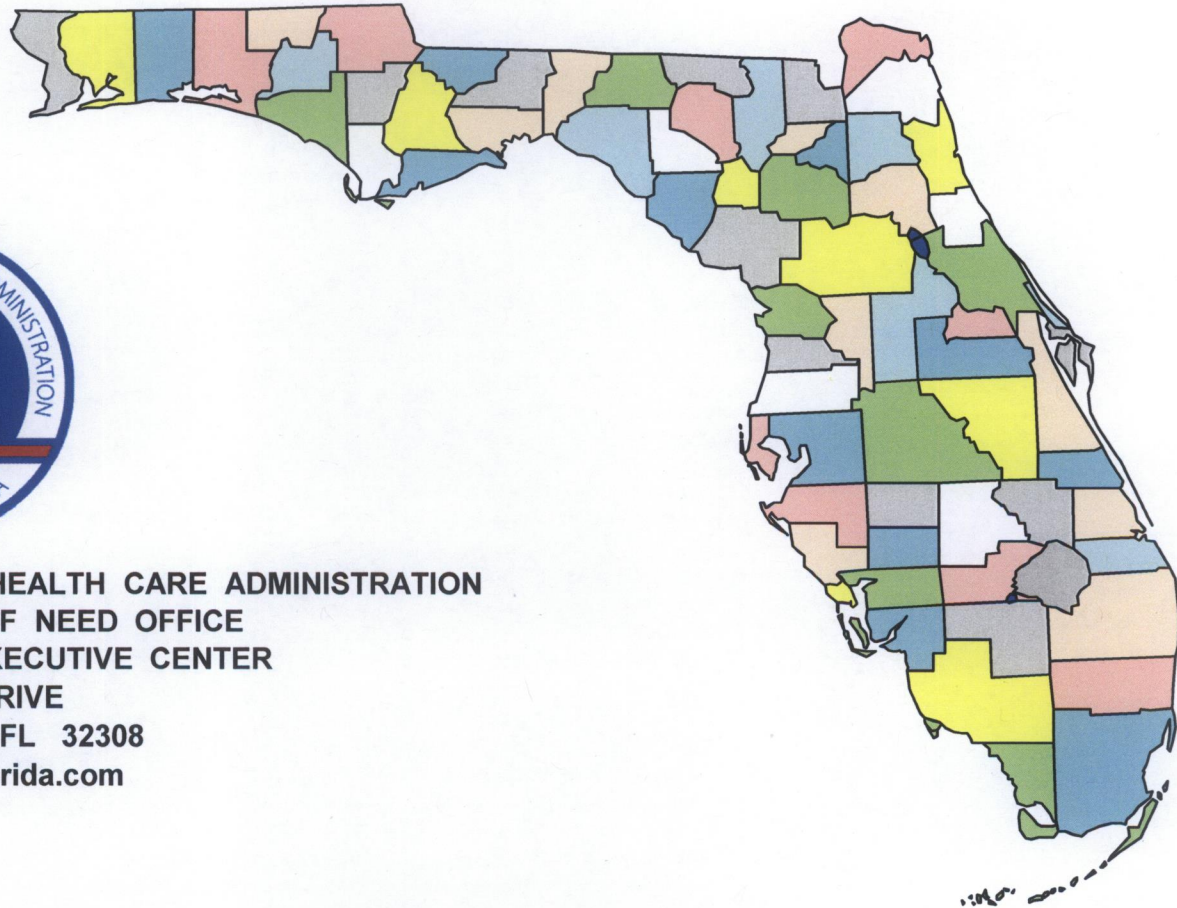 MINISTRATION
HEALTH CARE ADMINISTRATION
F NEED OFFICE
XECUTIVE CENTER
RIVE
FL 32308
rida.com